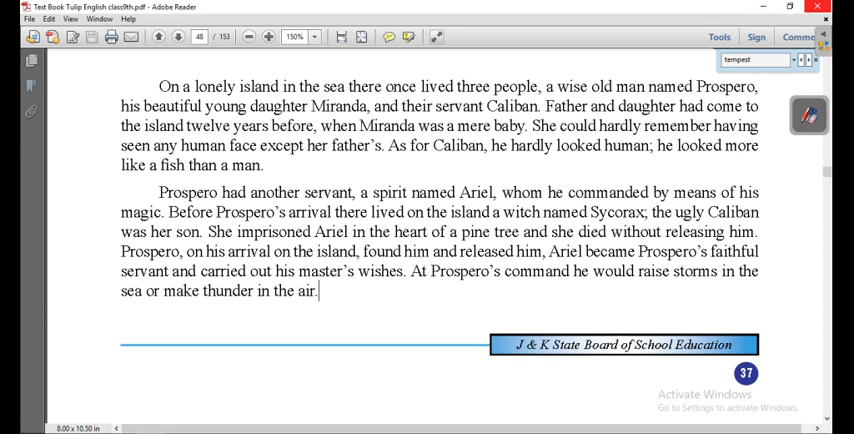 Text Book Tulip English class9th.pdf - Adobe Reader
File Edit View Window Help
48 / 153 150% Tools Sign Comme
tempest
On a lonely island in the sea there once lived three people, a wise old man named Prospero,
his beautiful young daughter Miranda, and their servant Caliban. Father and daughter had come to
the island twelve years before, when Miranda was a mere baby. She could hardly remember having
seen any human face except her father's. As for Caliban, he hardly looked human; he looked more
like a fish than a man.
Prospero had another servant, a spirit named Ariel, whom he commanded by means of his
magic. Before Prospero's arrival there lived on the island a witch named Sycorax; the ugly Caliban
was her son. She imprisoned Ariel in the heart of a pine tree and she died without releasing him.
Prospero, on his arrival on the island, found him and released him, Ariel became Prospero's faithful
servant and carried out his master's wishes. At Prospero's command he would raise storms in the
sea or make thunder in the air.
J & K State Board of School Education
37
Activate Windows
Go to Settings to activate Windows.
8.00 x 10.50 in